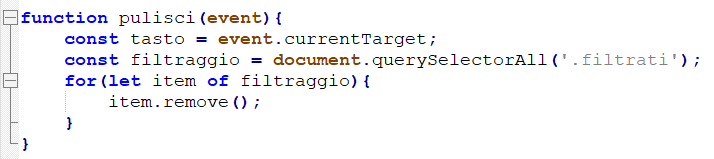 function pulisci(event){
    const tasto = event.currentTarget;
    const filtraggio = document.querySelectorAll('.filtrati');
    for(let item of filtraggio){
        item.remove();
    }
}